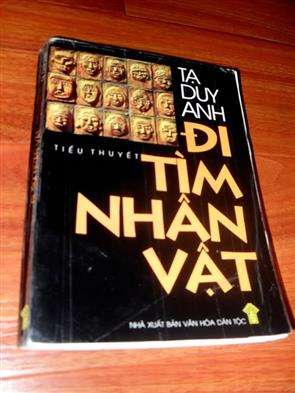 TẠ
DUY
ANH
TIỂU THUYẾT
ĐI
TÌM
NHÂN
VẬT
NHÀ XUẤT BẢN VĂN HÓA DÂN TỘC